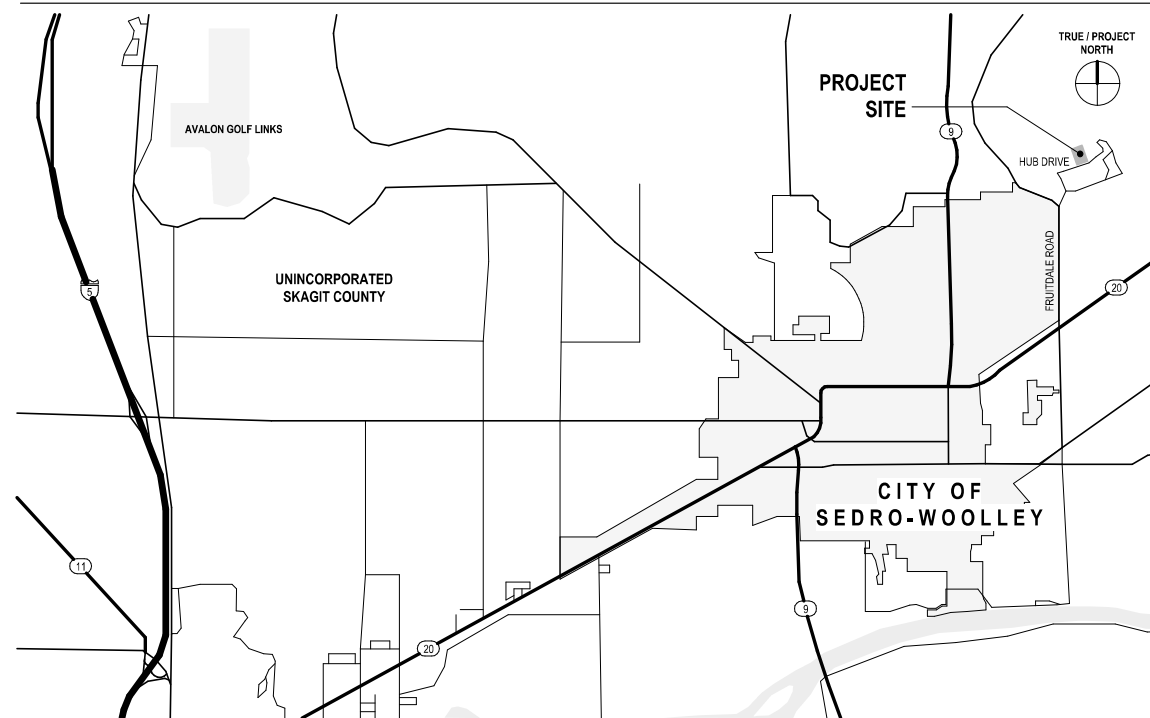 TRUE / PROJECT
NORTH
PROJECT
SITE
9
AVALON GOLF LINKS
HUB DRIVE
UNINCORPORATED
SKAGIT COUNTY
5
FRUITDALE ROAD
20
CITY OF
SEDRO-WOOLLEY
11
9
20